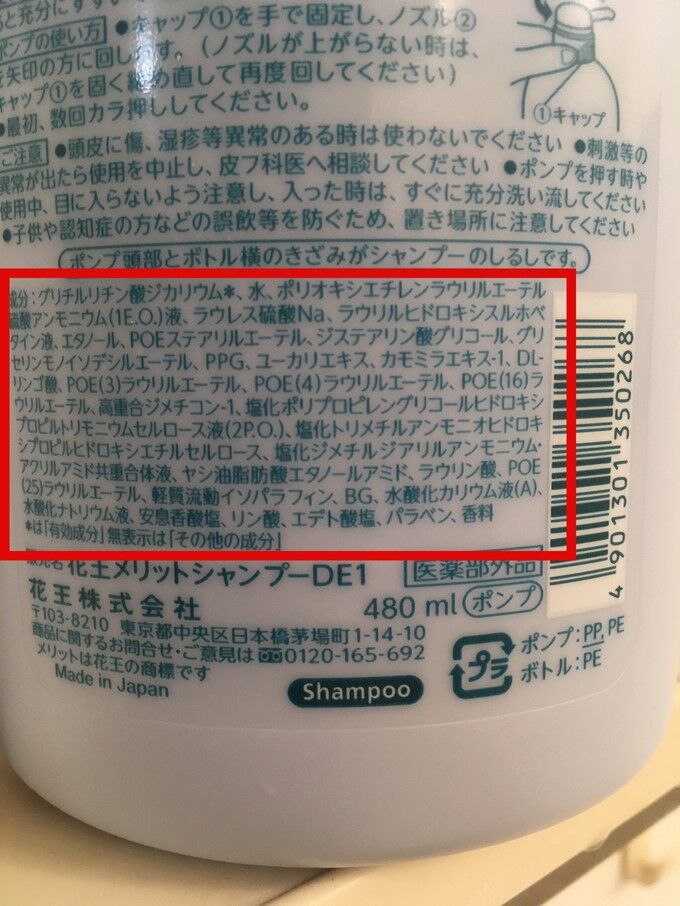 と充分にすすい
ポンプの使い方 ●キャップ①を手で固定し、ノズル②
を矢印の方に回します。(ノズルが上がらない時は、
キャップ①を固く締め直して再度回してください)
●最初、数回カラ押ししてください。
①キャップ
ご注意 ●頭皮に傷、湿疹等異常のある時は使わないでください ●刺激等の
異常が出たら使用を中止し、皮フ科医へ相談してください ●ポンプを押す時や
使用中、目に入らないよう注意し、入った時は、すぐに充分洗い流してください
●子供や認知症の方などの誤飲等を防ぐため、置き場所に注意してください
ポンプ頭部とボトル横のきざみがシャンプーのしるしです。
成分:グリチルリチン酸ジカリウム*、水、ポリオキシエチレンラウリルエーテル
硫酸アンモニウム(1E.O.)液、ラウレス硫酸Na、ラウリルヒドロキシスルホベ
タイン液、エタノール、POEステアリルエーテル、ジステアリン酸グリコール、グリ
セリンモノイソデシルエーテル、PPG、ユーカリエキス、カモミラエキス-1、DL-
リンゴ酸、POE(3)ラウリルエーテル、POE(4)ラウリルエーテル、POE(16)ラ
ウリルエーテル、高重合ジメチコン-1、塩化ポリプロピレングリコールヒドロキシ
プロピルトリモニウムセルロース液(2P.O.)、塩化トリメチルアンモニオヒドロキ
シプロピルヒドロキシエチルセルロース、塩化ジメチルジアリルアンモニウム・
アクリルアミド共重合体液、ヤシ油脂肪酸エタノールアミド、ラウリン酸、POE
(25)ラウリルエーテル、軽質流動イソパラフィン、BG、水酸化カリウム液(A)、
水酸化ナトリウム液、安息香酸塩、リン酸、エデト酸塩、パラベン、香料
*は「有効成分」無表示は「その他の成分」
4 901301 350268
販売名 花王メリットシャンプーDE1 医薬部外品
花王株式会社 480 ml ポンプ
〒103-8210 東京都中央区日本橋茅場町1-14-10
商品に関するお問合せ・ご意見は 0120-165-692
メリットは花王の商標です
Made in Japan
プラ
ポンプ:PP, PE
ボトル:PE
Shampoo